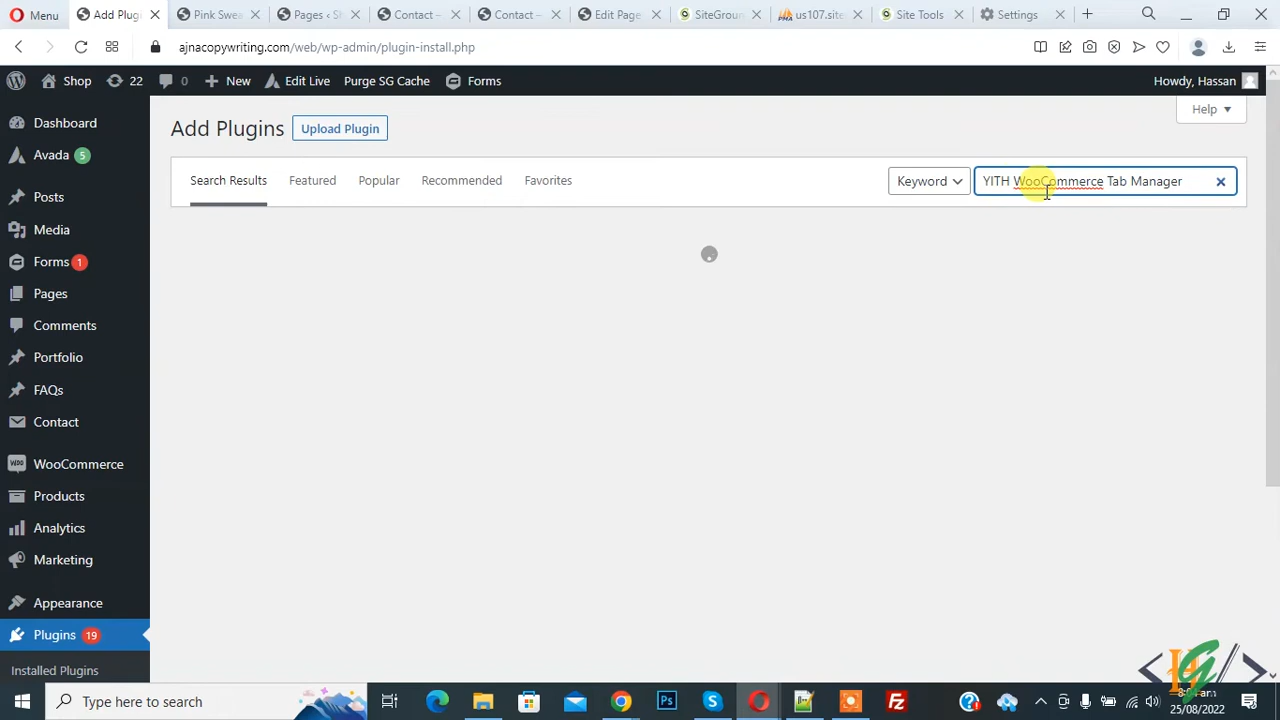 Menu
Add Plu
Pink Swea
Pages ‹ S
Contact –
Contact –
Edit Page
SiteGroun
us107.site
Site Tools
Settings
ajnacopywriting.com/web/wp-admin/plugin-install.php
Shop
22
0
New
Edit Live
Purge SG Cache
Forms
Howdy, Hassan
Dashboard
Avada 5
Posts
Media
Forms 1
Pages
Comments
Portfolio
FAQs
Contact
WooCommerce
Products
Analytics
Marketing
Appearance
Plugins 19
Installed Plugins
Help
Add Plugins
Upload Plugin
Search Results
Featured
Popular
Recommended
Favorites
Keyword
YITH WooCommerce Tab Manager
Type here to search
25/08/2022